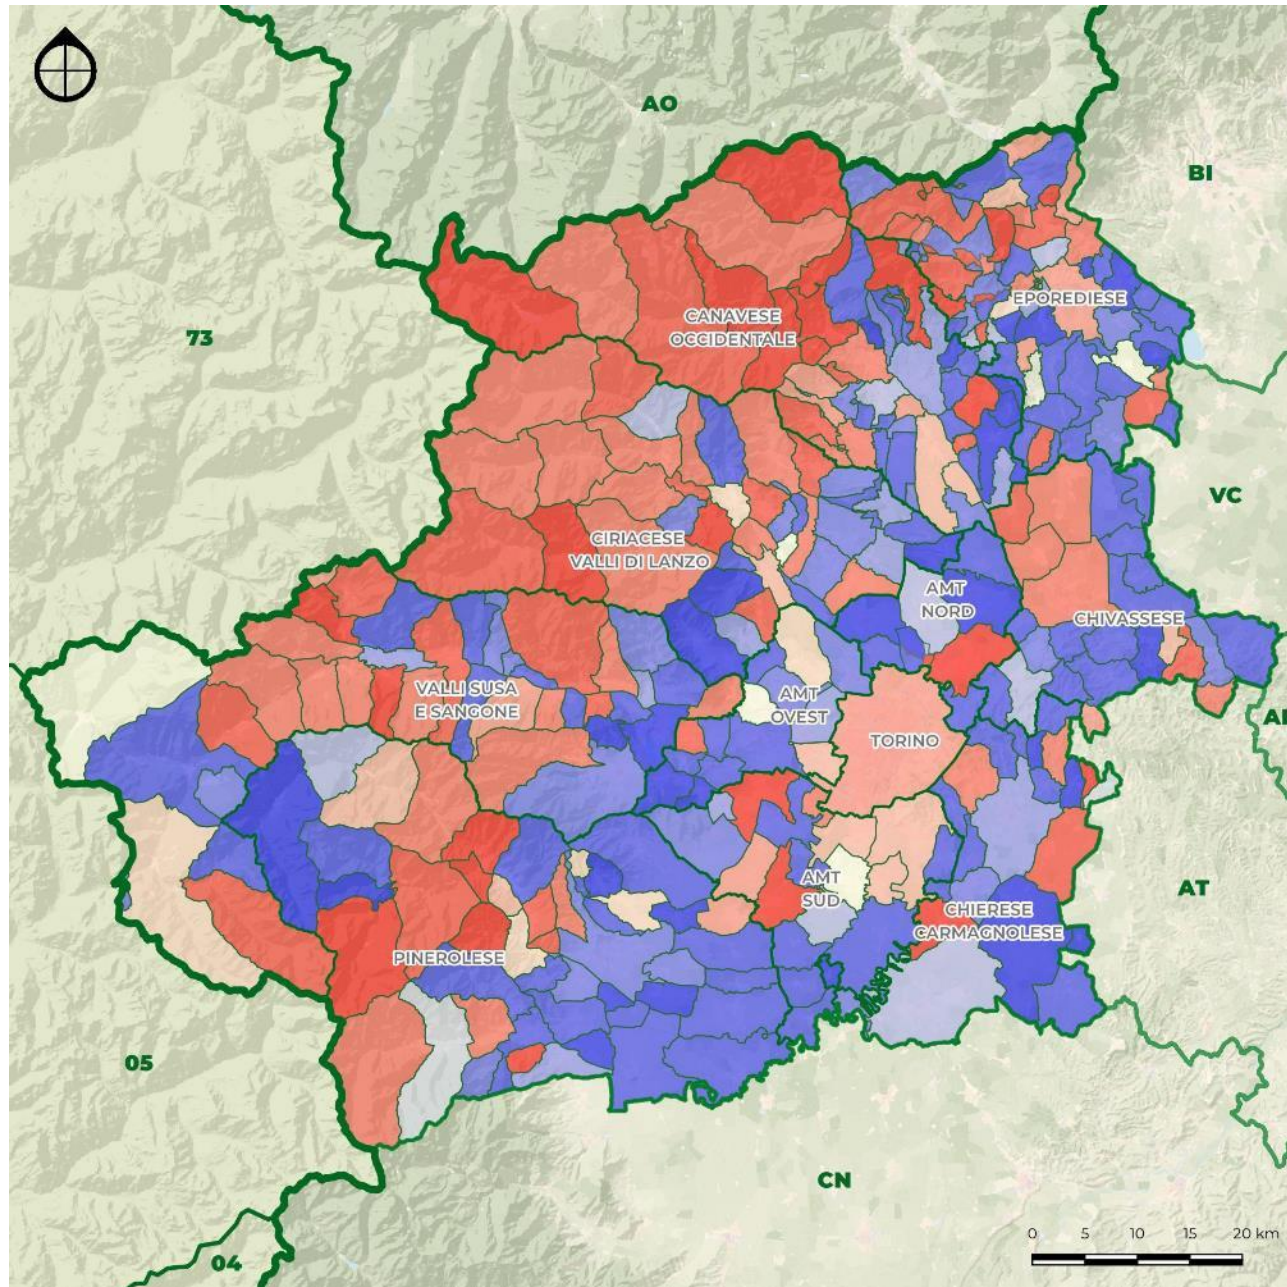 AO
BI
73
CANAVESE
OCCIDENTALE
EPOREDIESE
VC
CIRIACESE
VALLI DI LANZO
AMT
NORD
CHIVASSESE
VALLI SUSA
E SANGONE
AMT
OVEST
TORINO
AT
AMT
SUD
CHIERESE
CARMAGNOLESE
PINEROLESE
05
CN
04
0 5 10 15 20 km